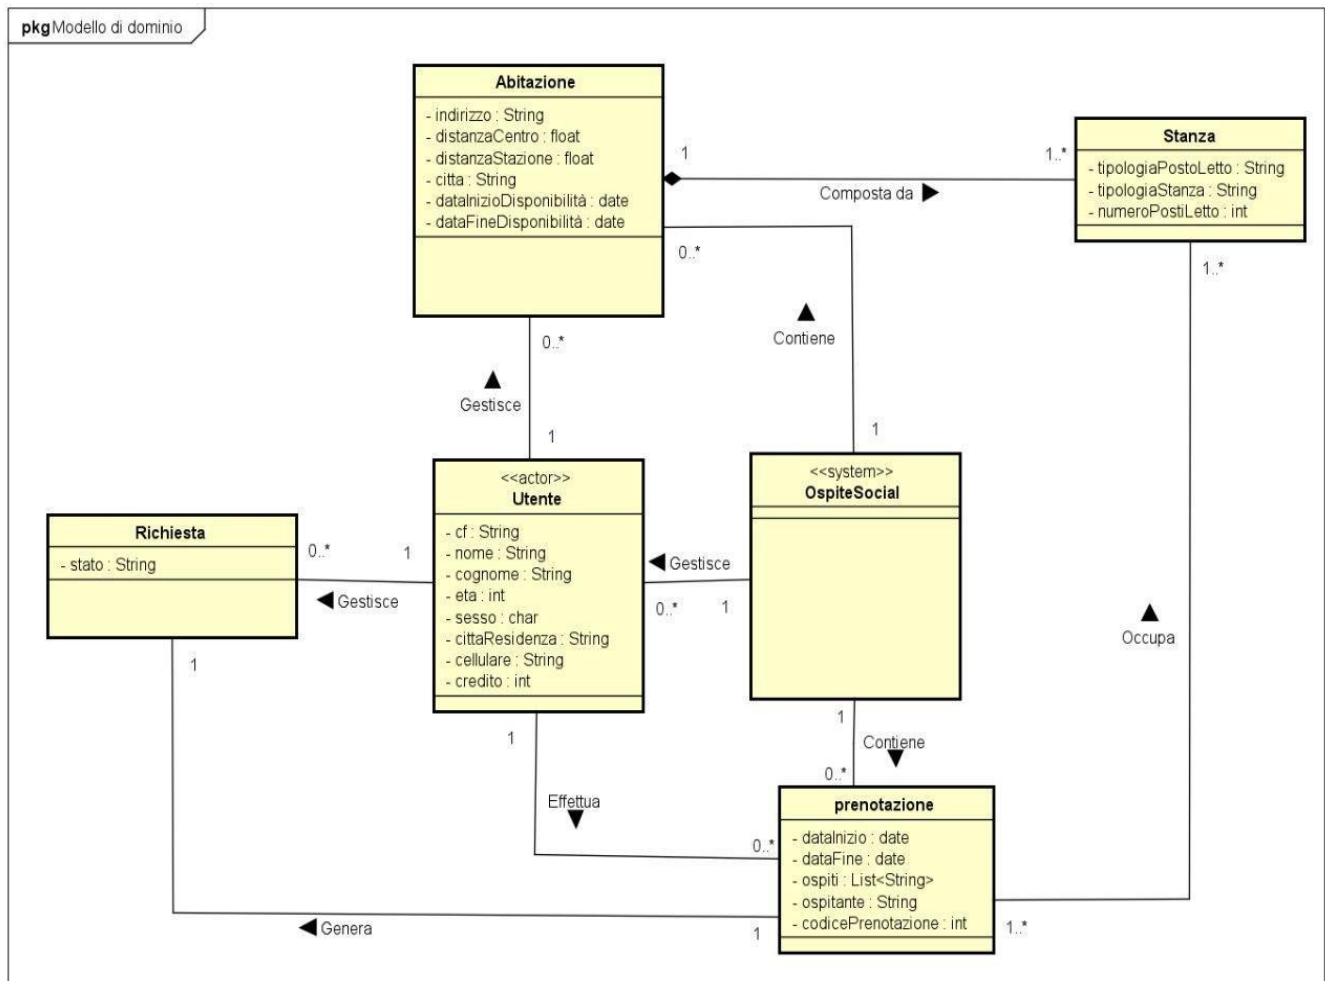 pkg Modello di dominio
Abitazione
- indirizzo : String
- distanzaCentro : float
- distanzaStazione : float
- citta : String
- dataInizioDisponibilità : date
- dataFineDisponibilità : date
1
1..*
Composta da
Stanza
- tipologiaPostoLetto : String
- tipologiaStanza : String
- numeroPostiLetto : int
0..*
1..*
Contiene
0..*
Gestisce
1
1
<<actor>>
Utente
- cf : String
- nome : String
- cognome : String
- eta : int
- sesso : char
- cittaResidenza : String
- cellulare : String
- credito : int
<<system>>
OspiteSocial
Richiesta
- stato : String
0..*
1
Gestisce
Gestisce
0..*
1
Occupa
1
1
1
Contiene
0..*
Effettua
0..*
prenotazione
- dataInizio : date
- dataFine : date
- ospiti : List<String>
- ospitante : String
- codicePrenotazione : int
Genera
1
1..*